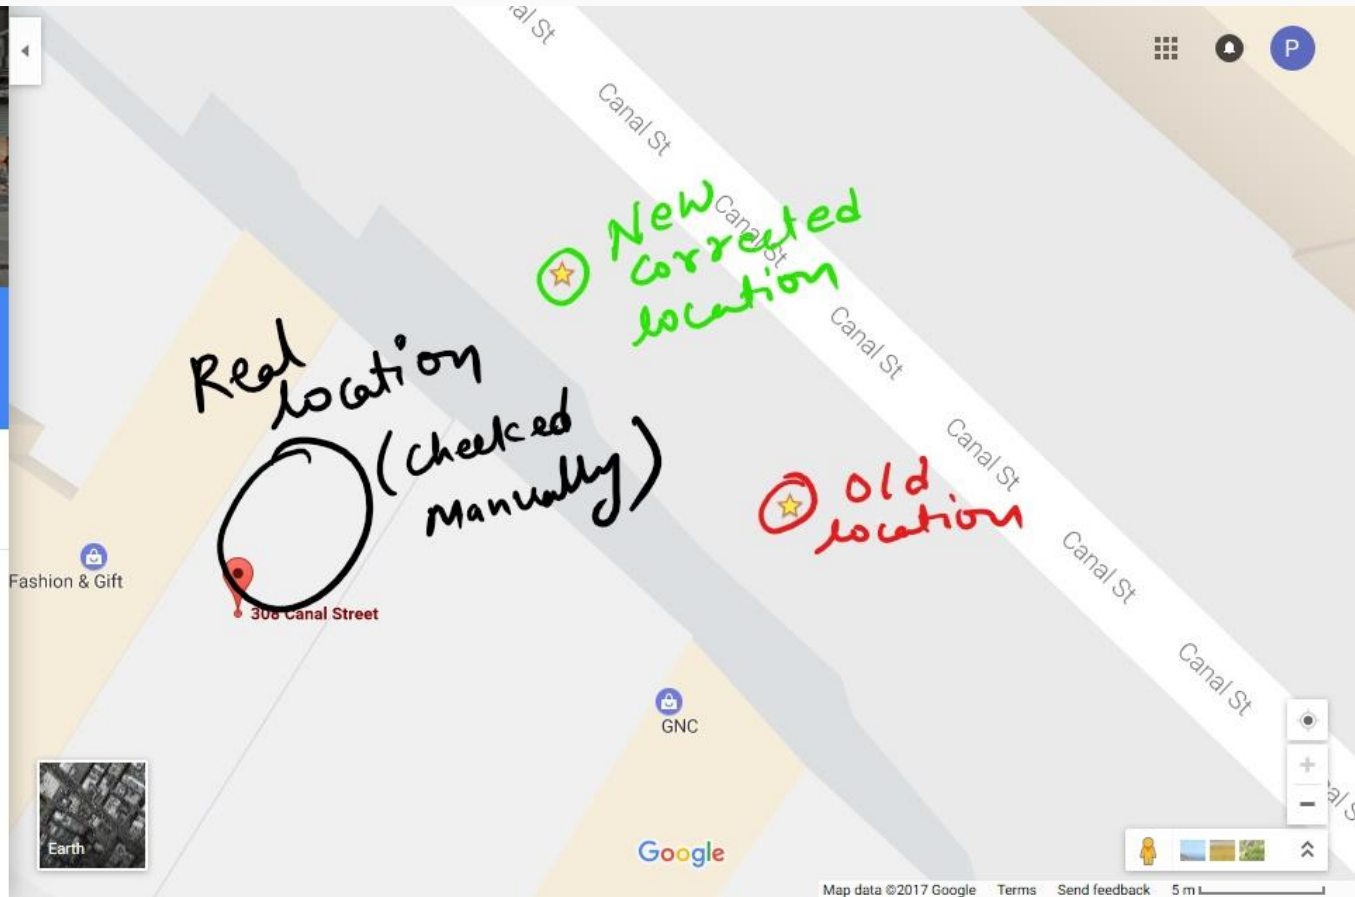 al St
Canal St
P
New
corrected
location
Canal St
Canal St
Real
location
(checked
manually)
Canal St
old
location
Canal St
Fashion & Gift
308 Canal Street
Canal St
GNC
Earth
Google
al S
Map data ©2017 Google Terms Send feedback 5 m